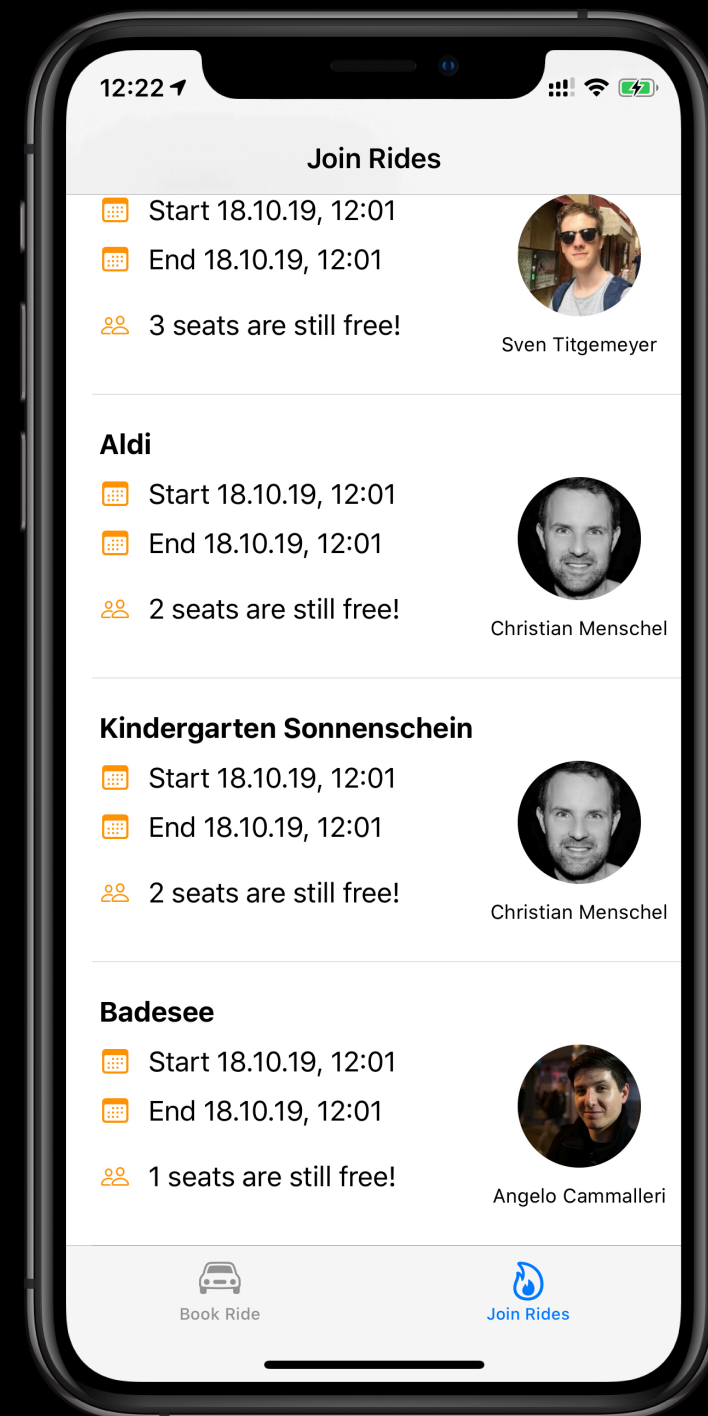 12:22
Join Rides
Start 18.10.19, 12:01
End 18.10.19, 12:01
3 seats are still free!
Sven Titgemeyer
Aldi
Start 18.10.19, 12:01
End 18.10.19, 12:01
2 seats are still free!
Christian Menschel
Kindergarten Sonnenschein
Start 18.10.19, 12:01
End 18.10.19, 12:01
2 seats are still free!
Christian Menschel
Badesee
Start 18.10.19, 12:01
End 18.10.19, 12:01
1 seats are still free!
Angelo Cammalleri
Book Ride
Join Rides